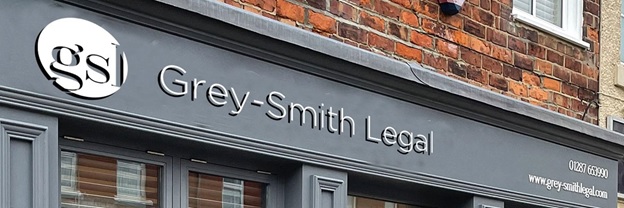 gsl
Grey-Smith Legal
01287 653990
www.grey-smithlegal.com